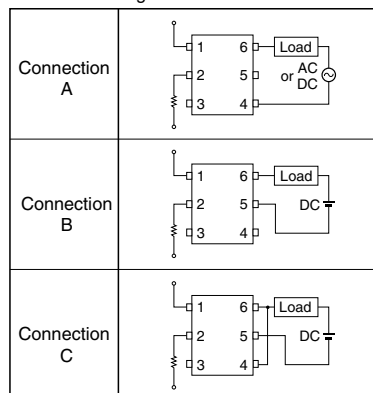 Connection
A
1 6 Load
2 5 or AC
DC
3 4
Connection
B
1 6 Load
2 5 DC
3 4
Connection
C
1 6 Load
2 5 DC
3 4